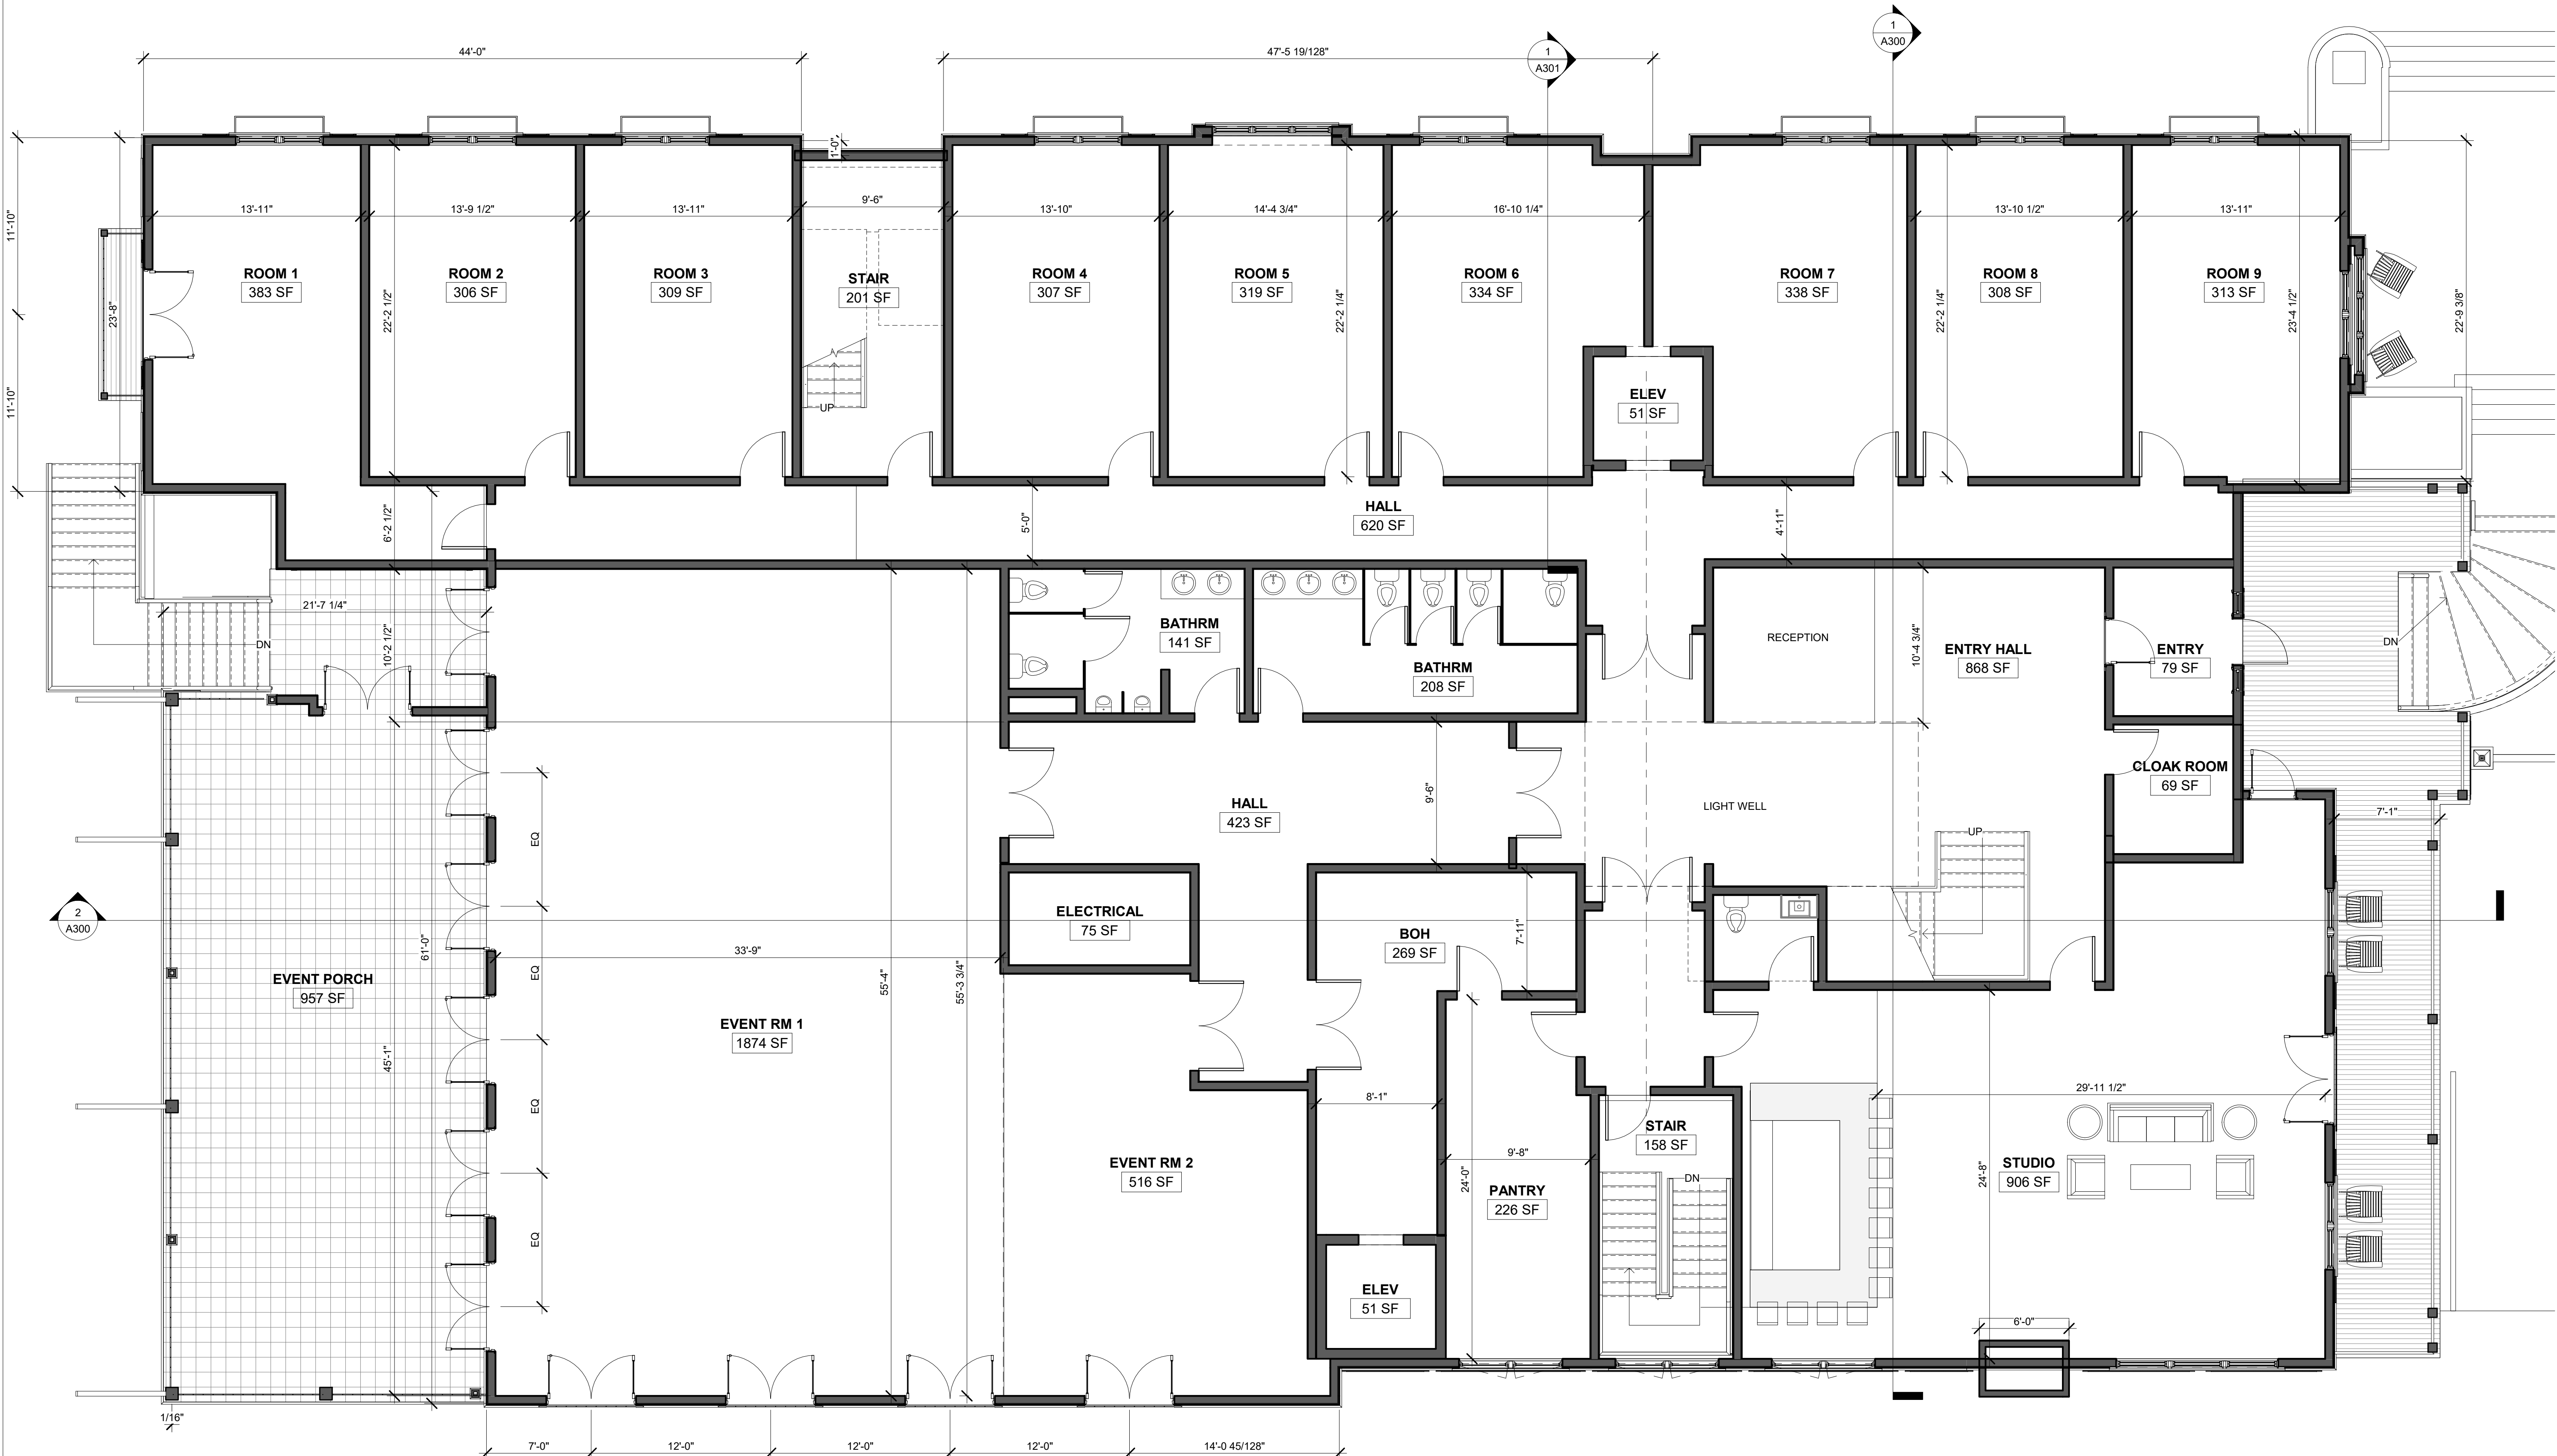 1
A300
44'-0"
47'-5 19/128"
1
A301
1'-0"
13'-11"
13'-9 1/2"
13'-11"
9'-6"
13'-10"
14'-4 3/4"
16'-10 1/4"
13'-10 1/2"
13'-11"
11'-10"
11'-10"
23'-8"
22'-2 1/2"
22'-2 1/4"
22'-2 1/4"
23'-4 1/2"
22'-9 3/8"
ROOM 1
383 SF
ROOM 2
306 SF
ROOM 3
309 SF
STAIR
201 SF
ROOM 4
307 SF
ROOM 5
319 SF
ROOM 6
334 SF
ROOM 7
338 SF
ROOM 8
308 SF
ROOM 9
313 SF
UP
ELEV
51 SF
HALL
620 SF
6'-2 1/2"
5'-0"
4'-11"
21'-7 1/4"
DN
10'-2 1/2"
BATHRM
141 SF
BATHRM
208 SF
RECEPTION
10'-4 3/4"
ENTRY HALL
868 SF
ENTRY
79 SF
DN
CLOAK ROOM
69 SF
HALL
423 SF
9'-6"
LIGHT WELL
UP
7'-1"
EQ
EQ
EQ
EQ
2
A300
ELECTRICAL
75 SF
BOH
269 SF
7'-11"
33'-9"
61'-0"
55'-4"
55'-3 3/4"
EVENT PORCH
957 SF
45'-1"
EVENT RM 1
1874 SF
8'-1"
29'-11 1/2"
STAIR
158 SF
9'-8"
EVENT RM 2
516 SF
24'-0"
PANTRY
226 SF
DN
24'-8"
STUDIO
906 SF
ELEV
51 SF
6'-0"
1/16"
7'-0"
12'-0"
12'-0"
12'-0"
14'-0 45/128"